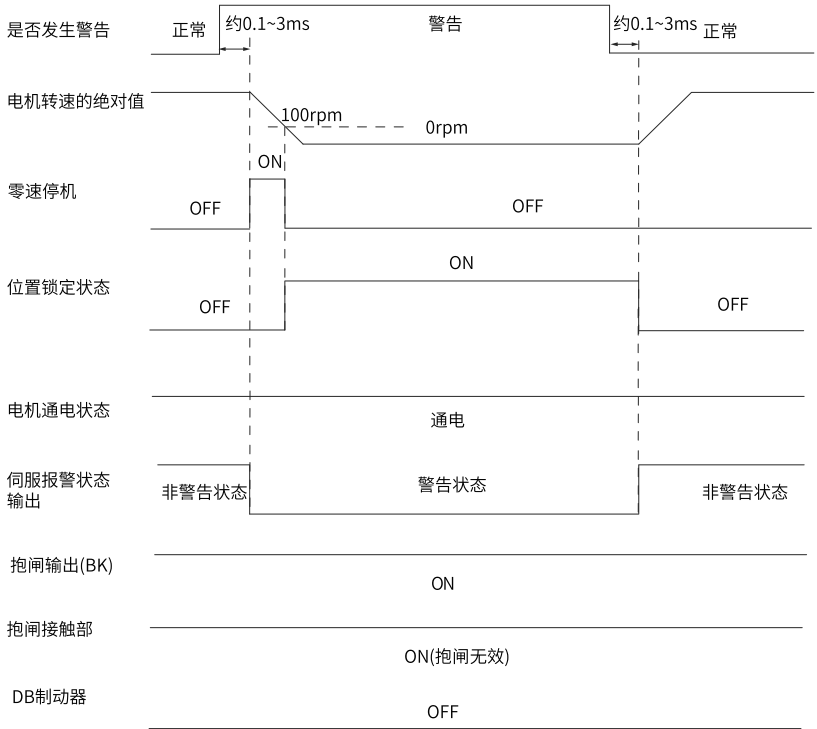 是否发生警告
正常
约0.1~3ms
警告
约0.1~3ms
正常
电机转速的绝对值
100rpm
0rpm
ON
零速停机
OFF
OFF
ON
位置锁定状态
OFF
OFF
电机通电状态
通电
伺服报警状态
输出
非警告状态
警告状态
非警告状态
抱闸输出(BK)
ON
抱闸接触部
ON(抱闸无效)
DB制动器
OFF